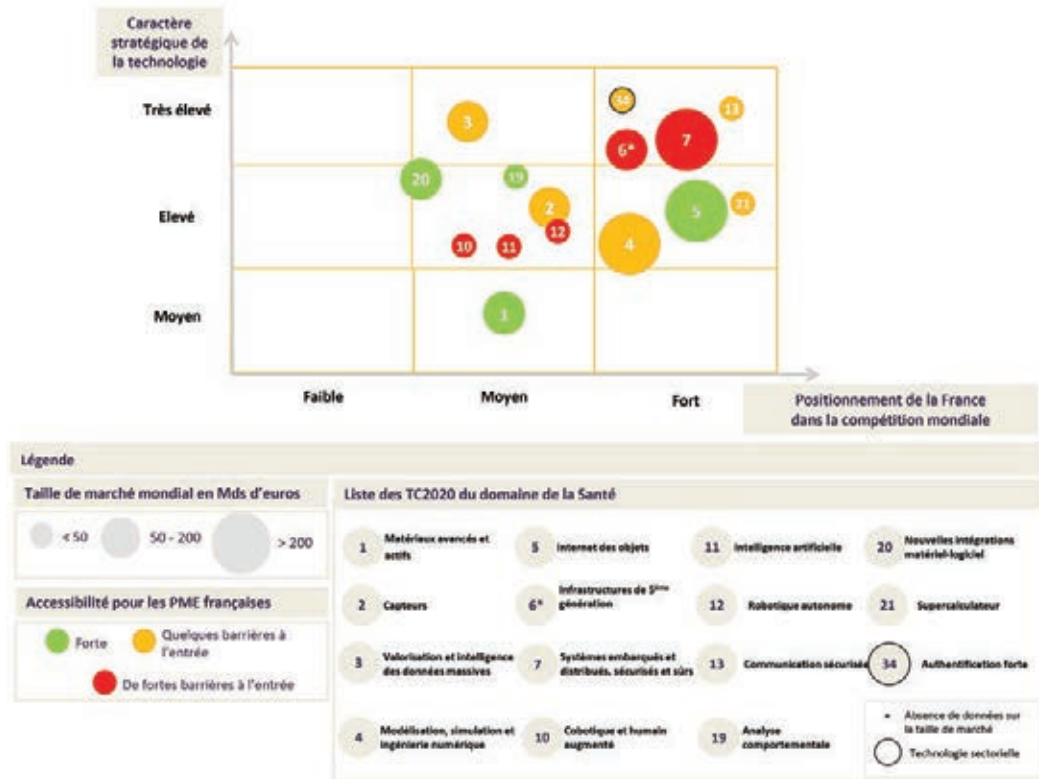 Caractère
stratégique de
la technologie
Très élevé
34
13
3
7
6*
20
19
Elevé
2
21
5
12
4
10
11
Moyen
1
Faible
Moyen
Fort
Positionnement de la France
dans la compétition mondiale
Légende
Taille de marché mondial en Mds d'euros
< 50
50 - 200
> 200
Accessibilité pour les PME françaises
Forte
Quelques barrières à
l'entrée
De fortes barrières à l'entrée
Liste des TC2020 du domaine de la Santé
1 Matériaux avancés et
actifs
5 Internet des objets
11 Intelligence artificielle
20 Nouvelles intégrations
matériel-logiciel
2 Capteurs
6* Infrastructures de 5ème
génération
12 Robotique autonome
21 Supercalculateur
3 Valorisation et intelligence
des données massives
7 Systèmes embarqués et
distribués, sécurisés et sûrs
13 Communication sécurisée
34 Authentification forte
4 Modélisation, simulation et
ingénierie numérique
10 Cobotique et humain
augmenté
19 Analyse
comportementale
* Absence de données sur
la taille de marché
Technologie sectorielle